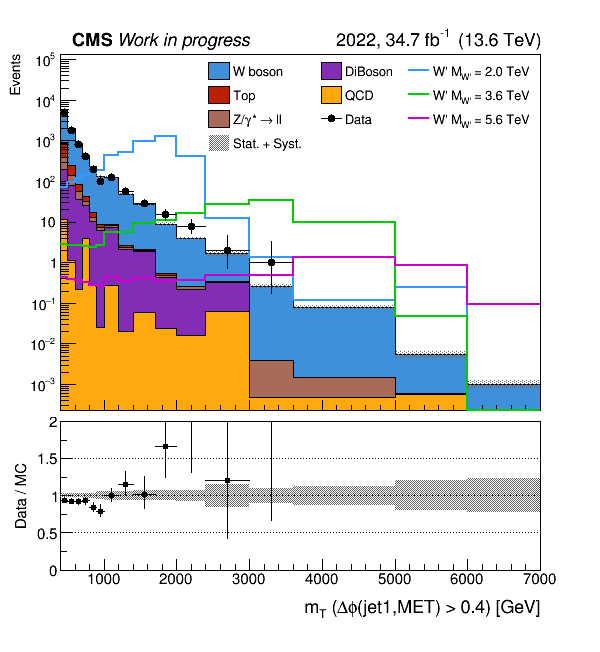 CMS Work in progress 2022, 34.7 fb⁻¹ (13.6 TeV)
Events
10⁵
10⁴
10³
10²
10
1
10⁻¹
10⁻²
10⁻³
W boson DiBoson W' M_W' = 2.0 TeV
Top QCD W' M_W' = 3.6 TeV
Z/γ* → ll Data W' M_W' = 5.6 TeV
Stat. + Syst.
Data / MC
2
1.5
1
0.5
0
1000 2000 3000 4000 5000 6000 7000
m_T (Δϕ(jet1,MET) > 0.4) [GeV]